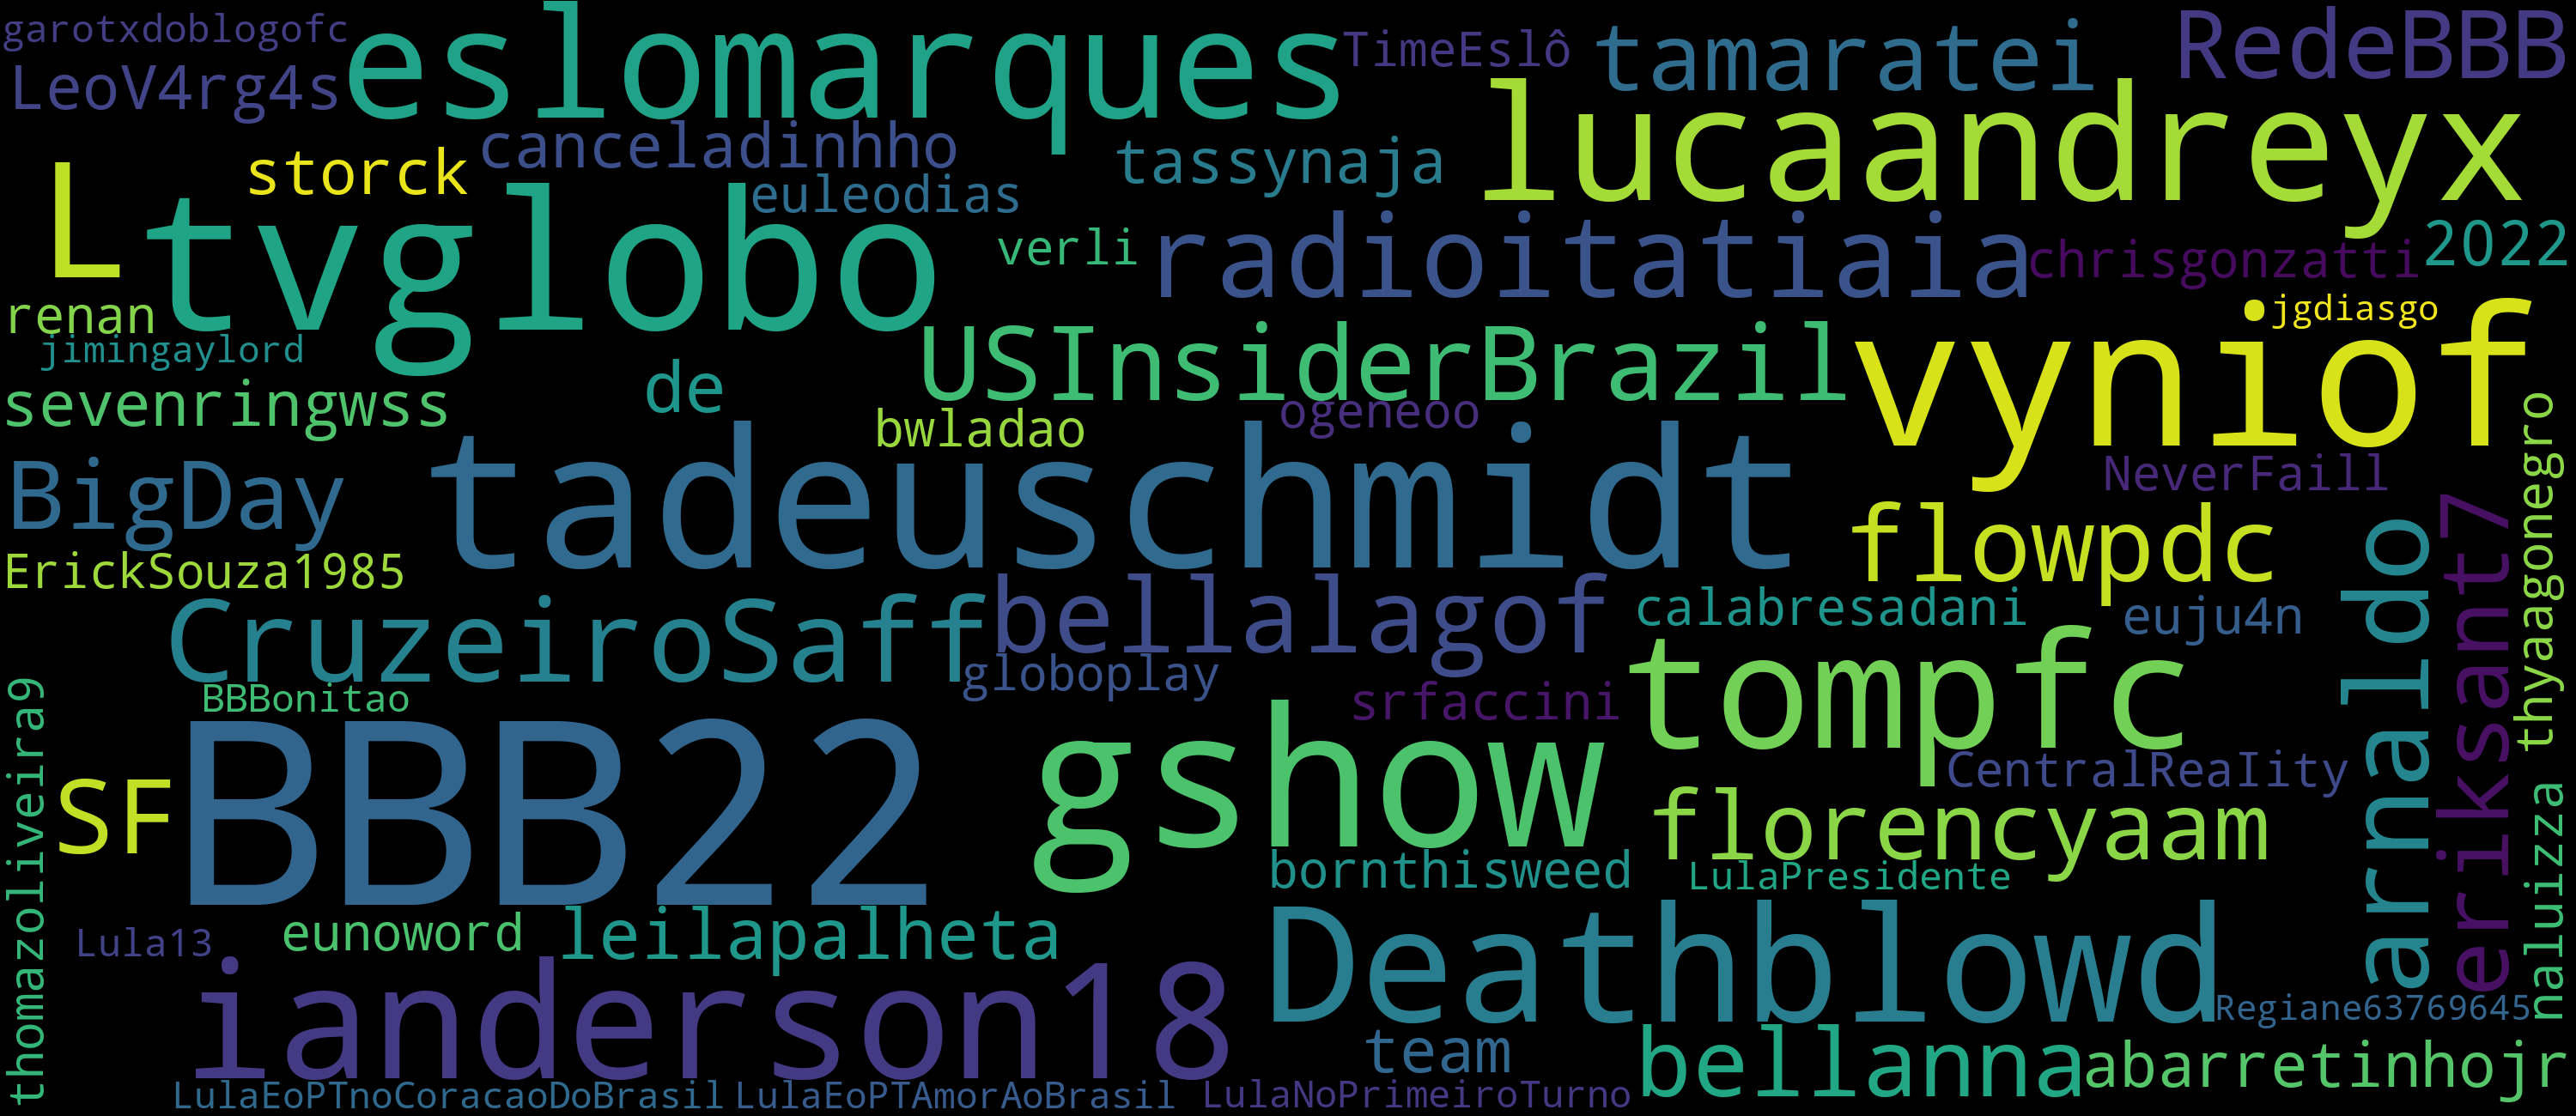 garotxdoblogofc
eslomarques
TimeEslô
tamaratei
RedeBBB
LeoV4rg4s
lucaandreyx
canceladinhho
storck
tassynaja
euleodias
L
tvglobo
verli
radioitatiaia
chrisgonzatti
2022
renan
jimingaylord
USInsiderBrazil
vyniof
jgdiasgo
sevenringwss
de
bwladao
ogeneoo
BigDay
tadeuschmidt
NeverFaill
flowpdc
ErickSouza1985
CruzeiroSaff
bellalagof
calabresadani
euju4n
arnaldo
eriksant7
thyaagonegro
globoplay
BBBonitao
srfaccini
tompfc
thomazoliveira9
SF
BBB22
gshow
CentralReaIity
florencyaam
bornthisweed
LulaPresidente
naluizza
Lula13
eunoword
leilapalheta
Deathblowd
ianderson18
Regiane63769645
team
bellanna
abarretinhojr
LulaEoPTnoCoracaoDoBrasil
LulaEoPTAmorAoBrasil
LulaNoPrimeiroTurno